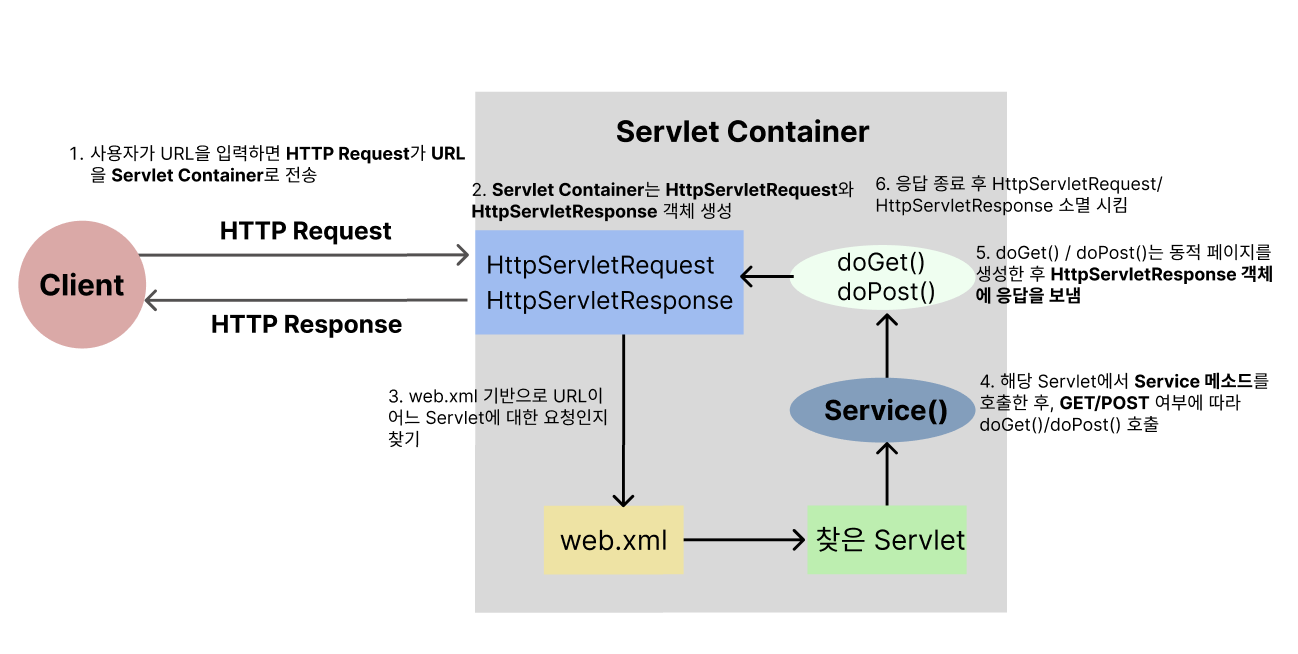 Servlet Container
1. 사용자가 URL을 입력하면 HTTP Request가 URL
을 Servlet Container로 전송
2. Servlet Container는 HttpServletRequest와
HttpServletResponse 객체 생성
6. 응답 종료 후 HttpServletRequest/
HttpServletResponse 소멸 시킴
HTTP Request
Client
HTTP Response
HttpServletRequest
HttpServletResponse
doGet()
doPost()
5. doGet() / doPost()는 동적 페이지를
생성한 후 HttpServletResponse 객체
에 응답을 보냄
3. web.xml 기반으로 URL이
어느 Servlet에 대한 요청인지
찾기
Service()
4. 해당 Servlet에서 Service 메소드를
호출한 후, GET/POST 여부에 따라
doGet()/doPost() 호출
web.xml
찾은 Servlet